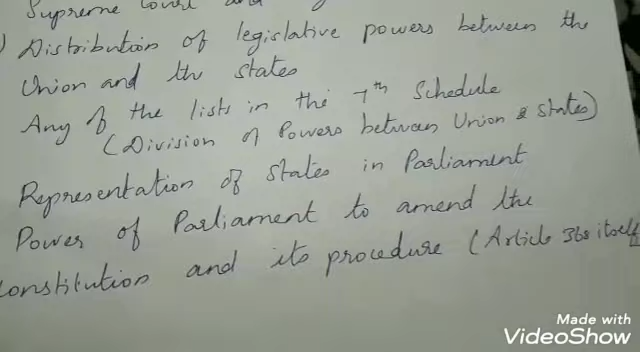 Supreme Court and
) Distribution of legislative powers between the
Union and the states
Any of the lists in the 7th Schedule
(Division of Powers between Union & states)
Representation of states in Parliament
Power of Parliament to amend the
constitution and its procedure (Article 368 itself
Made with
VideoShow